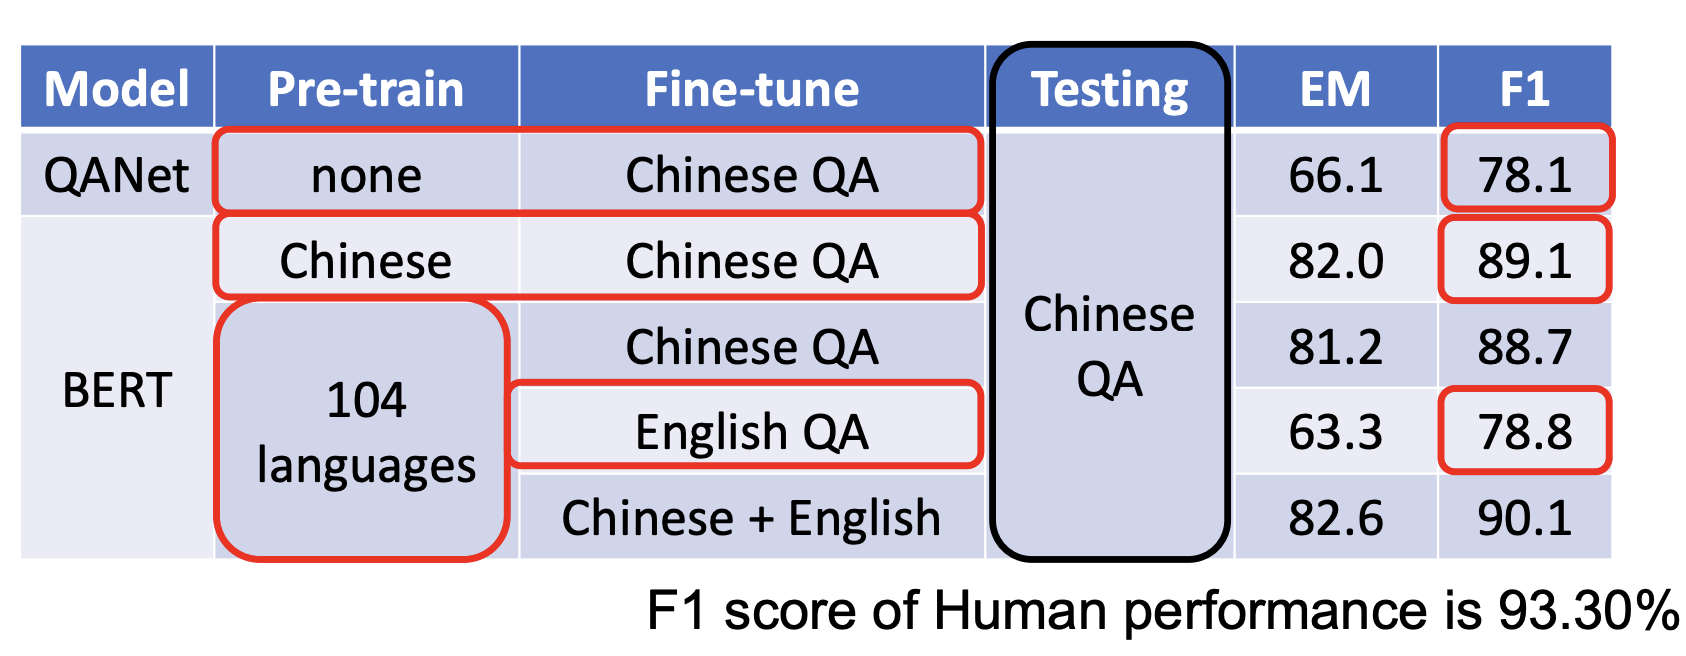 Model Pre-train Fine-tune Testing EM F1
QANet none Chinese QA 66.1 78.1
Chinese Chinese QA 82.0 89.1
BERT
104
languages
Chinese QA 81.2 88.7
English QA 63.3 78.8
Chinese + English 82.6 90.1
Chinese
QA
F1 score of Human performance is 93.30%